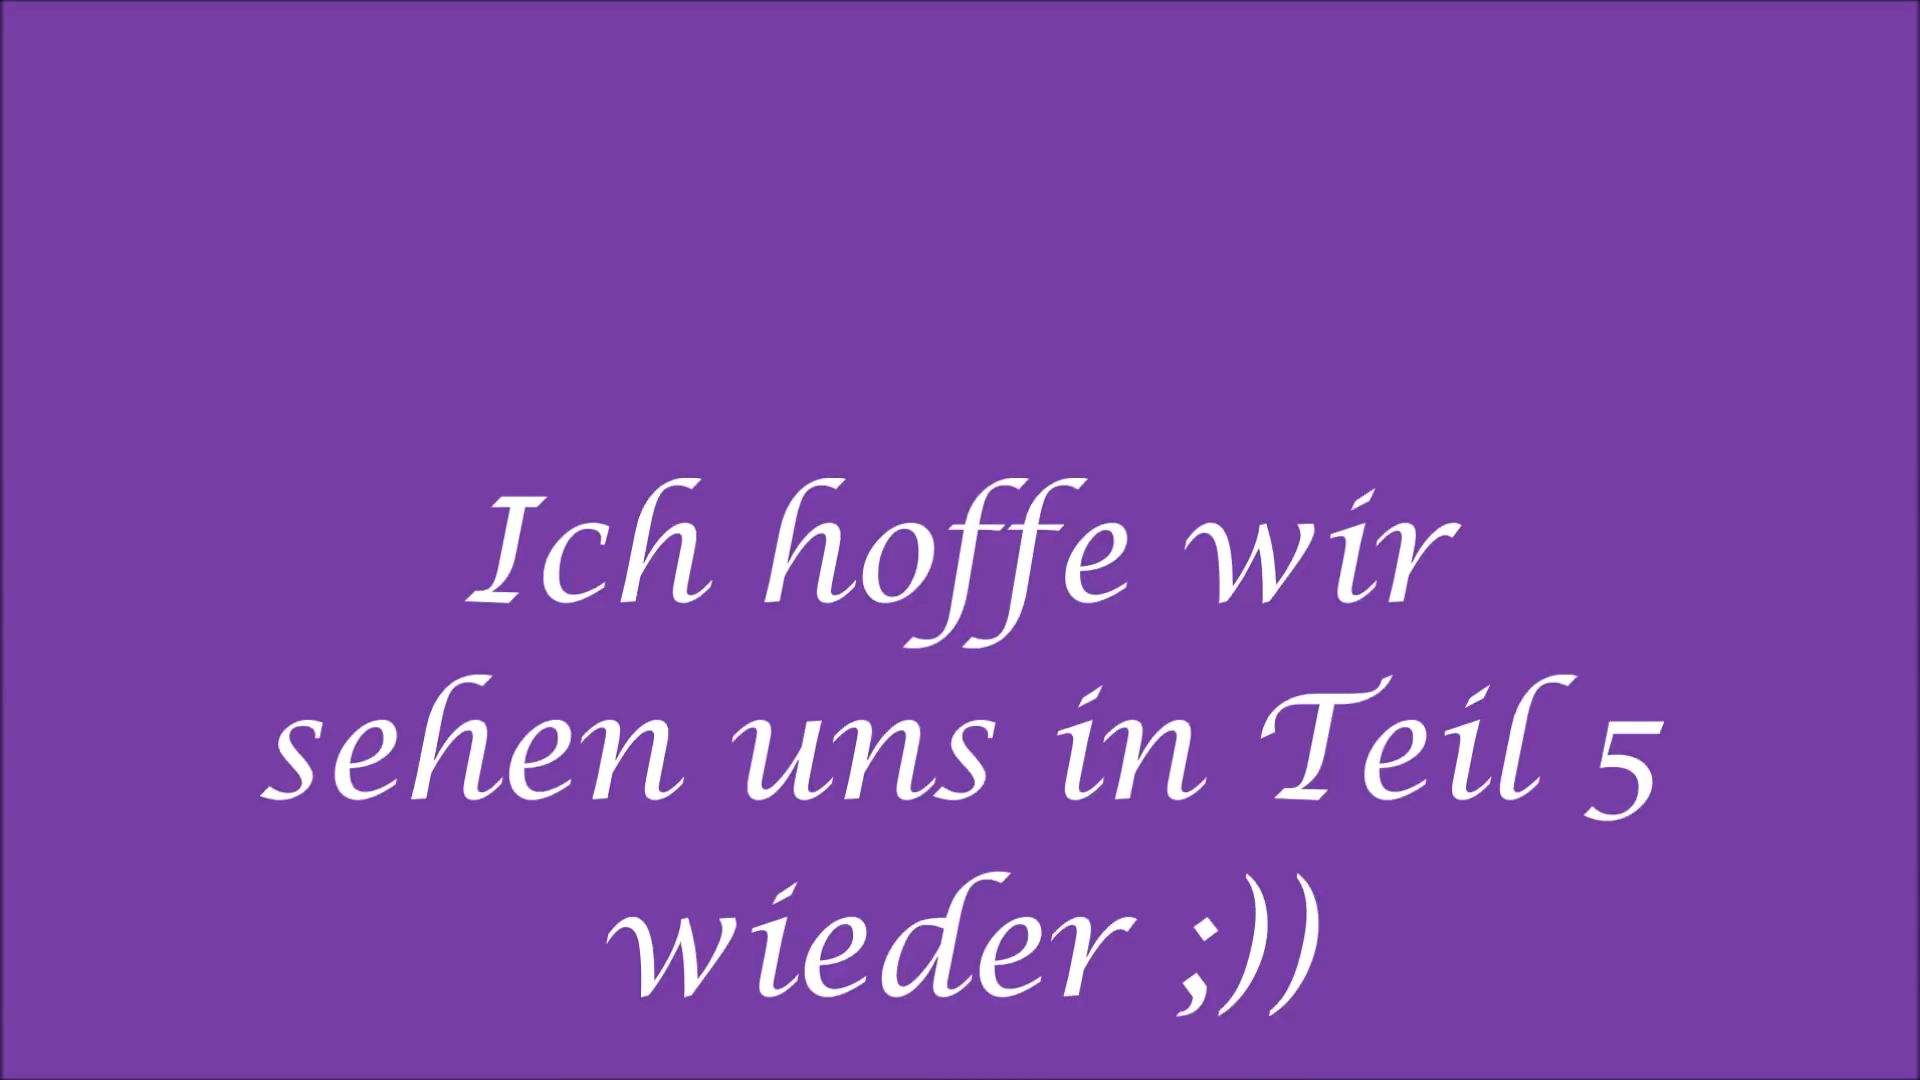 Ich hoffe wir
sehen uns in Teil 5
wieder ;))